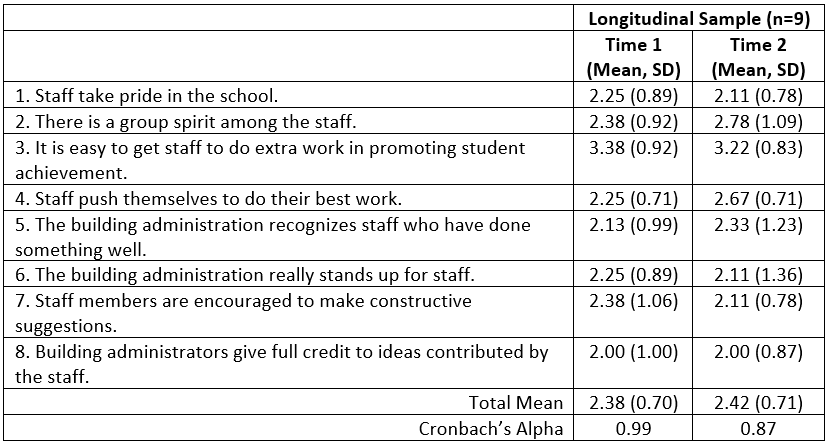 Longitudinal Sample (n=9)
Time 1 Time 2
(Mean, SD) (Mean, SD)
1. Staff take pride in the school. 2.25 (0.89) 2.11 (0.78)
2. There is a group spirit among the staff. 2.38 (0.92) 2.78 (1.09)
3. It is easy to get staff to do extra work in promoting student 3.38 (0.92) 3.22 (0.83)
achievement.
4. Staff push themselves to do their best work. 2.25 (0.71) 2.67 (0.71)
5. The building administration recognizes staff who have done 2.13 (0.99) 2.33 (1.23)
something well.
6. The building administration really stands up for staff. 2.25 (0.89) 2.11 (1.36)
7. Staff members are encouraged to make constructive 2.38 (1.06) 2.11 (0.78)
suggestions.
8. Building administrators give full credit to ideas contributed by 2.00 (1.00) 2.00 (0.87)
the staff.
Total Mean 2.38 (0.70) 2.42 (0.71)
Cronbach’s Alpha 0.99 0.87